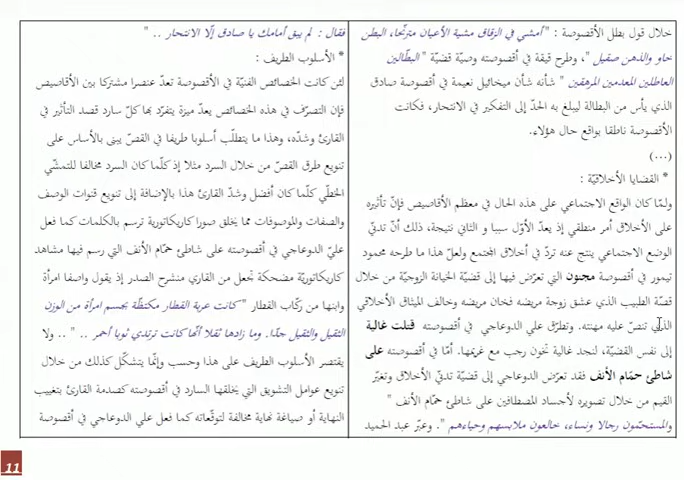 خلال قول بطل الأقصوصة : " أمشي في الزقاق مشية الأعيان مترنّحا، البطن
خاو والذهن صقيل "، وطرح قيقة في أقصوصته وصيّة قضيّة " البطّالين
العاطلين المعدمين المرهقين " شأنه شأن ميخائيل نعيمة في أقصوصة صادق
الذي يأس من البطالة ليبلغ به الحدّ إلى التفكير في الانتحار، فكانت
الأقصوصة ناطقا بواقع حال هؤلاء.
(...)
* القضايا الأخلاقيّة :
ولمّا كان الواقع الاجتماعي على هذه الحال في معظم الأقاصيص فإنّ تأثيره
على الأخلاق أمر منطقي إذ يعدّ الأوّل سببا و الثاني نتيجة، ذلك أنّ تدنّي
الوضع الاجتماعي ينتج عنه تردّ في أخلاق المجتمع ولعلّ هذا ما طرحه محمود
تيمور في أقصوصة مجنون التي تعرّض فيها إلى قضيّة الخيانة الزوجيّة من خلال
قصّة الطبيب الذي عشق زوجة مريضه فخان مريضه وخالف الميثاق الأخلاقي
الذي تنصّ عليه مهنته. وتطرّق علي الدوعاجي في أقصوصته قتلت غالية
إلى نفس القضيّة، لنجد غالية تخون رجب مع غريمها. أمّا في أقصوصته على
شاطئ حمّام الأنف فقد تعرّض الدوعاجي إلى قضيّة تدنّي الأخلاق وتغيّر
القيم من خلال تصويره لأجساد المصطافين على شاطئ حمّام الأنف "
والمستحمّون رجالا ونساء، خالعون ملابسهم وحياءهم ". وعبّر عبد الحميد
فقال : لم يبق أمامك يا صادق إلّا الانتحار .. "
* الأسلوب الطريف :
لئن كانت الخصائص الفنيّة في الأقصوصة تعدّ عنصرا مشتركا بين الأقاصيص
فإن التصرّف في هذه الخصائص يعدّ ميزة يتفرّد بها كلّ سارد قصد التأثير في
القارئ وشدّه، وهذا ما يتطلّب أسلوبا طريفا في القصّ يبنى بالأساس على
تنويع طرق القصّ من خلال السرد مثلا إذ كلّما كان السرد مخالفا للتمشّي
الخطّي كلّما كان أفضل وشدّ القارئ هذا بالإضافة إلى تنويع قنوات الوصف
والصفات والموصوفات مما يخلق صورا كاريكاتورية ترسم بالكلمات كما فعل
عليّ الدوعاجي في أقصوصته على شاطئ حمّام الأنف التي رسم فيها مشاهد
كاريكاتوريّة مضحكة تجعل من القاري منشرح الصدر إذ يقول واصفا امرأة
وابنها من ركّاب القطار " كانت عربة القطار مكتظّة بجسم امرأة من الوزن
الثقيل والثقيل جدّا. وما زادها ثقلا أنّها كانت ترتدي ثوبا أحمر .. " .. ولا
يقتصر الأسلوب الطريف على هذا وحسب وإنّما يتشكّل كذلك من خلال
تنويع عوامل التشويق التي يخلقها السارد في أقصوصته كصدمة القارئ بتغييب
النهاية أو صياغة نهاية مخالفة لتوقّعاته كما فعل علي الدوعاجي في أقصوصة
11